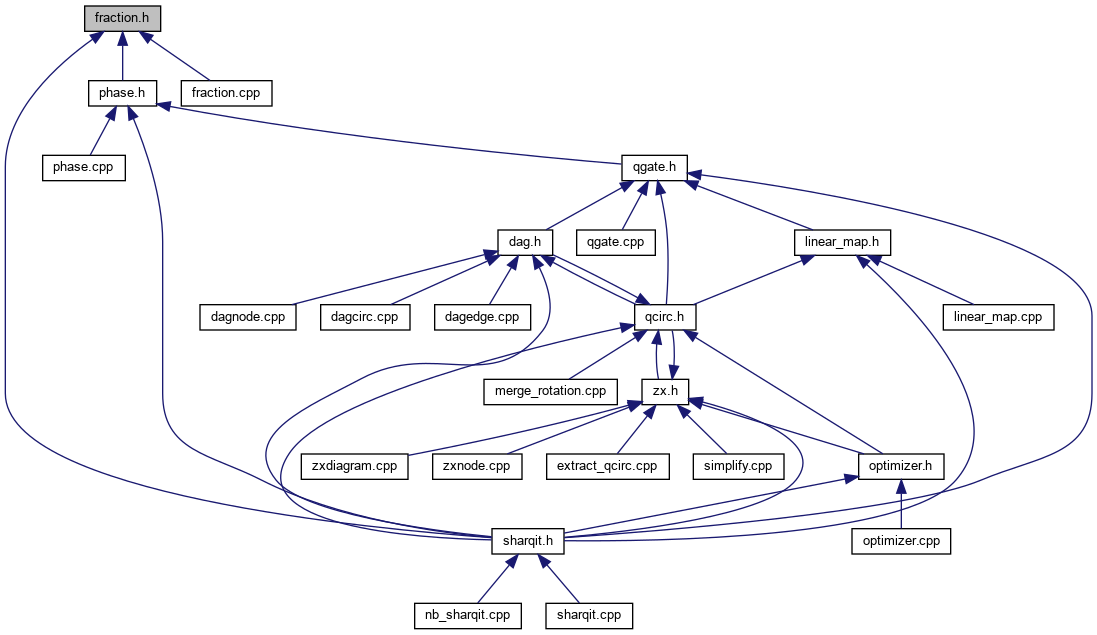 fraction.h
phase.h
fraction.cpp
phase.cpp
qgate.h
dag.h
qgate.cpp
linear_map.h
dagnode.cpp
dagcirc.cpp
dagedge.cpp
qcirc.h
linear_map.cpp
merge_rotation.cpp
zx.h
zxdiagram.cpp
zxnode.cpp
extract_qcirc.cpp
simplify.cpp
optimizer.h
sharqit.h
optimizer.cpp
nb_sharqit.cpp
sharqit.cpp